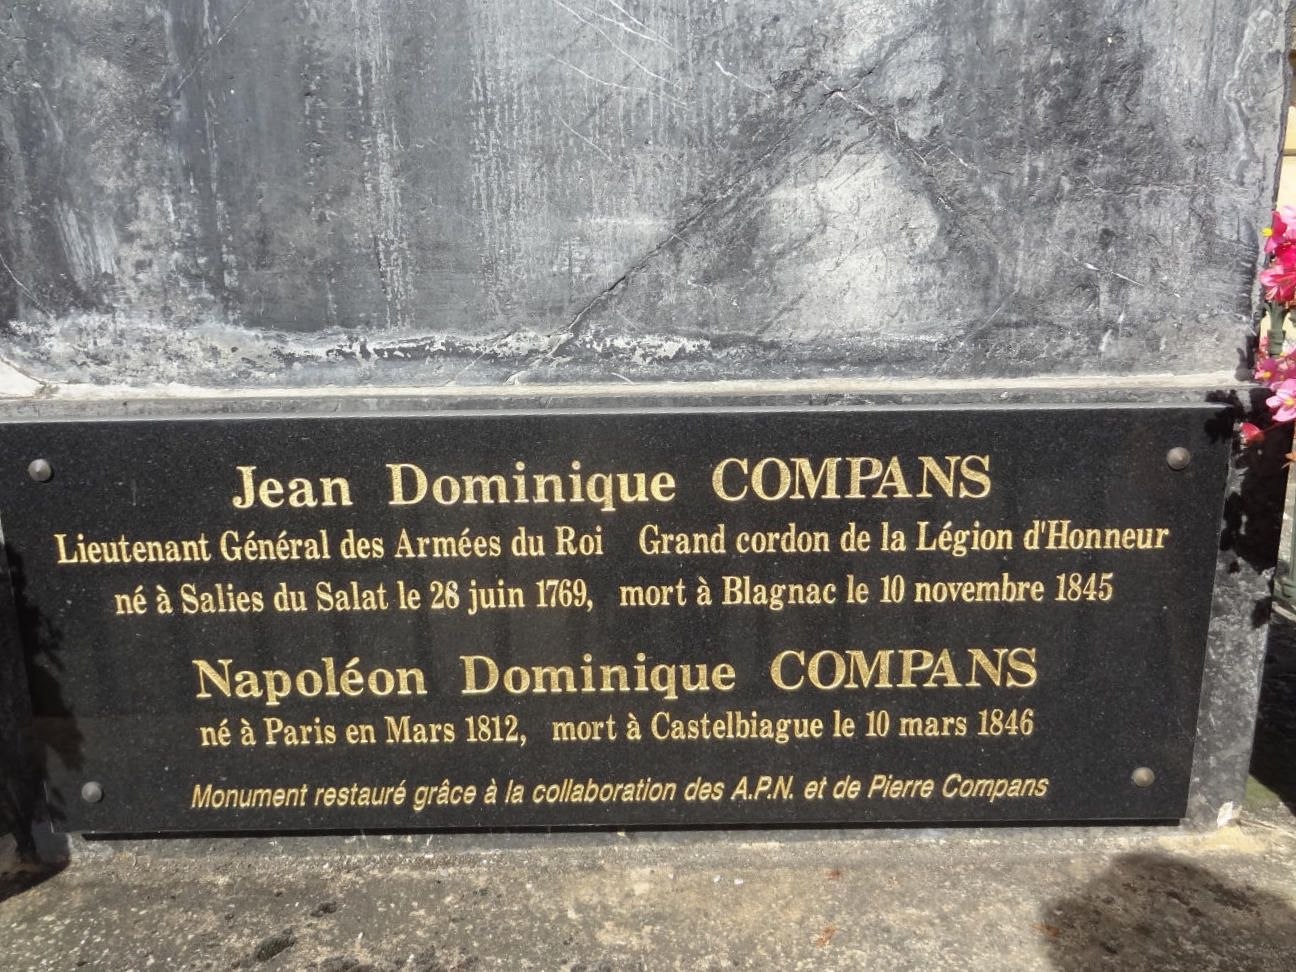 Jean Dominique COMPANS
Lieutenant Général des Armées du Roi Grand cordon de la Légion d'Honneur
né à Salies du Salat le 26 juin 1769, mort à Blagnac le 10 novembre 1845
Napoléon Dominique COMPANS
né à Paris en Mars 1812, mort à Castelbiague le 10 mars 1846
Monument restauré grâce à la collaboration des A.P.N. et de Pierre Compans